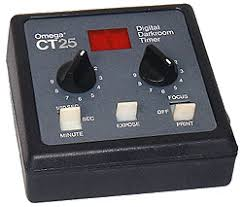 Omega®
CT25
Digital
Darkroom
Timer
FOCUS
SEC
OFF
MINUTE
EXPOSE
PRINT